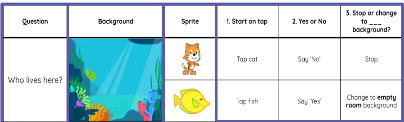 Question
Background
Sprite
1. Start on tap
2. Yes or No
3. Stop or change
to ___
background?
Who lives here?
Tap cat
Say 'No'
Stop
Tap fish
Say 'Yes'
Change to empty
room background